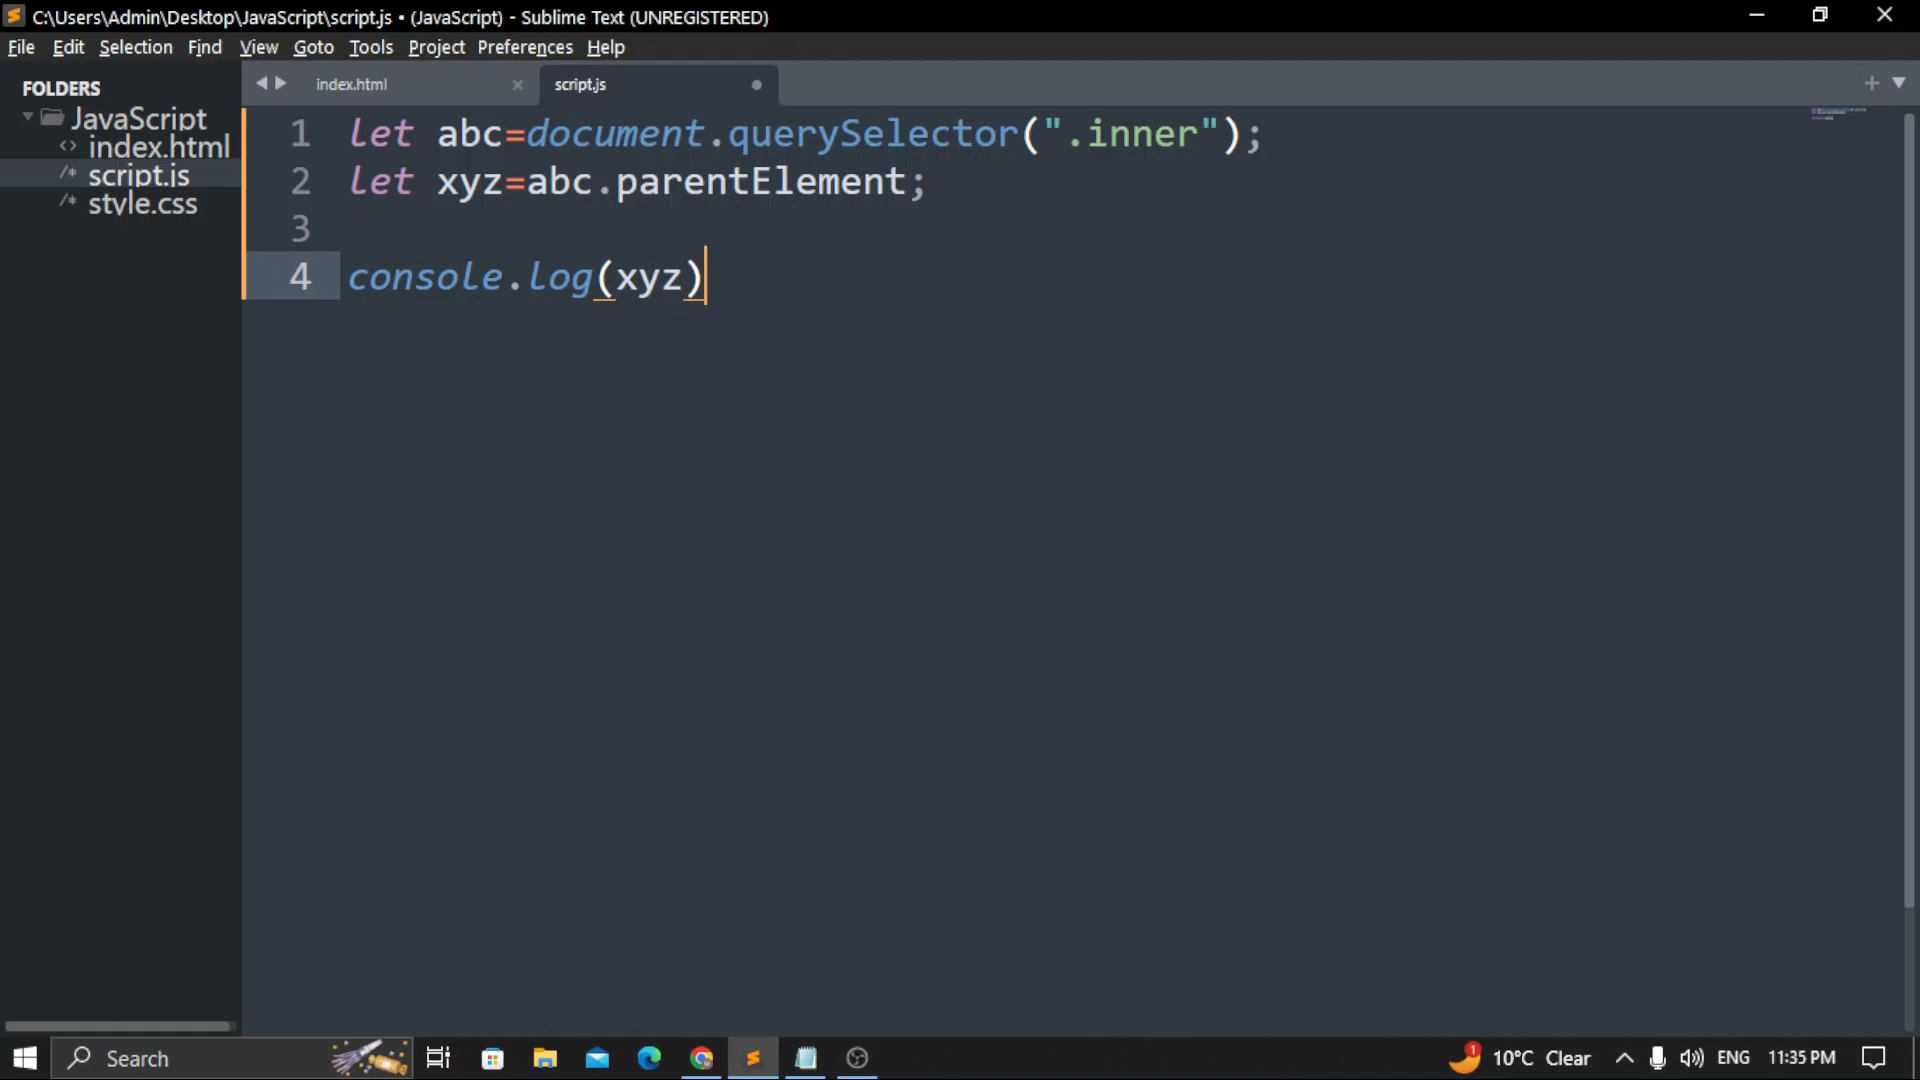 C:\Users\Admin\Desktop\JavaScript\script.js • (JavaScript) - Sublime Text (UNREGISTERED)
File Edit Selection Find View Goto Tools Project Preferences Help
FOLDERS
JavaScript
<> index.html
/* script.js
/* style.css
index.html × script.js
1 let abc=document.querySelector(".inner");
2 let xyz=abc.parentElement;
3
4 console.log(xyz)
Search
1 10°C Clear ENG 11:35 PM